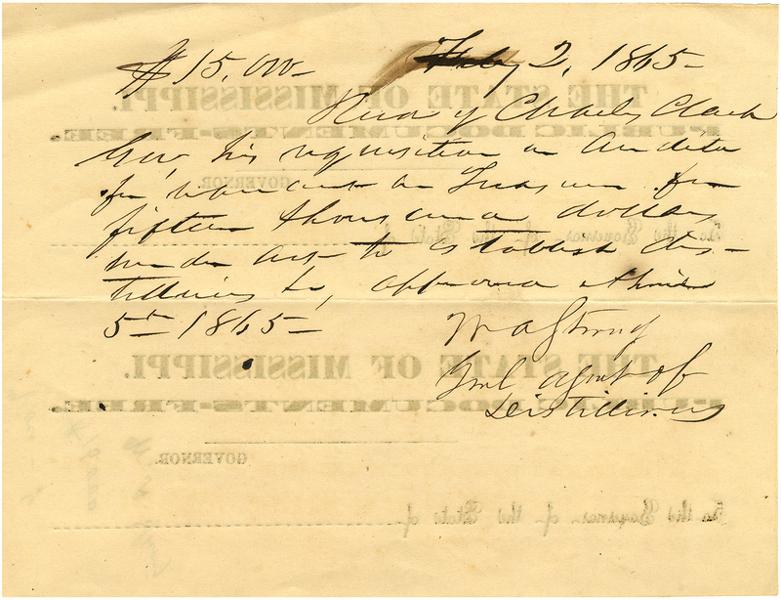 $15,000 — Feby 2, 1865 —
Recd of Charles Clark
Gov, his requisition on Auditor
for warrant on Treasurer for
fifteen thousand dollars
under Act to Establish Dis-
tilleries &c, approved April
5th 1865 —
W A Strong
Genl Agent of
Distilleries
THE STATE OF MISSISSIPPI.
PUBLIC DOCUMENTS-FREE.
GOVERNOR.
To the Governor of the State of
THE STATE OF MISSISSIPPI.
PUBLIC DOCUMENTS-FREE.
GOVERNOR.
To the Governor of the State of